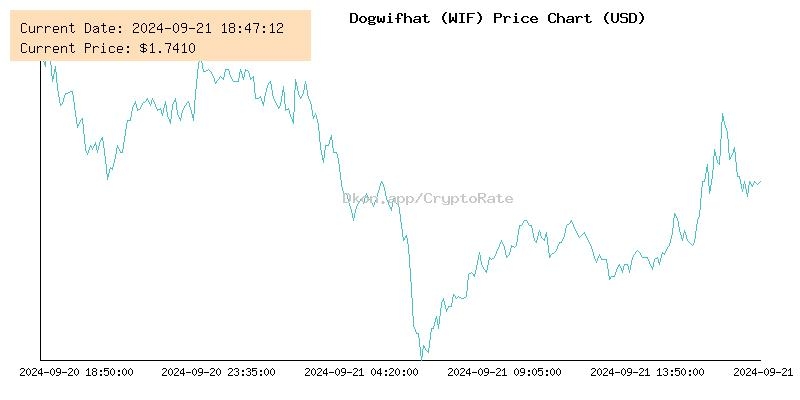 Dogwifhat (WIF) Price Chart (USD)
Current Date: 2024-09-21 18:47:12
Current Price: $1.7410
Dkon.app/CryptoRate
2024-09-20 18:50:00 2024-09-20 23:35:00 2024-09-21 04:20:00 2024-09-21 09:05:00 2024-09-21 13:50:00 2024-09-21